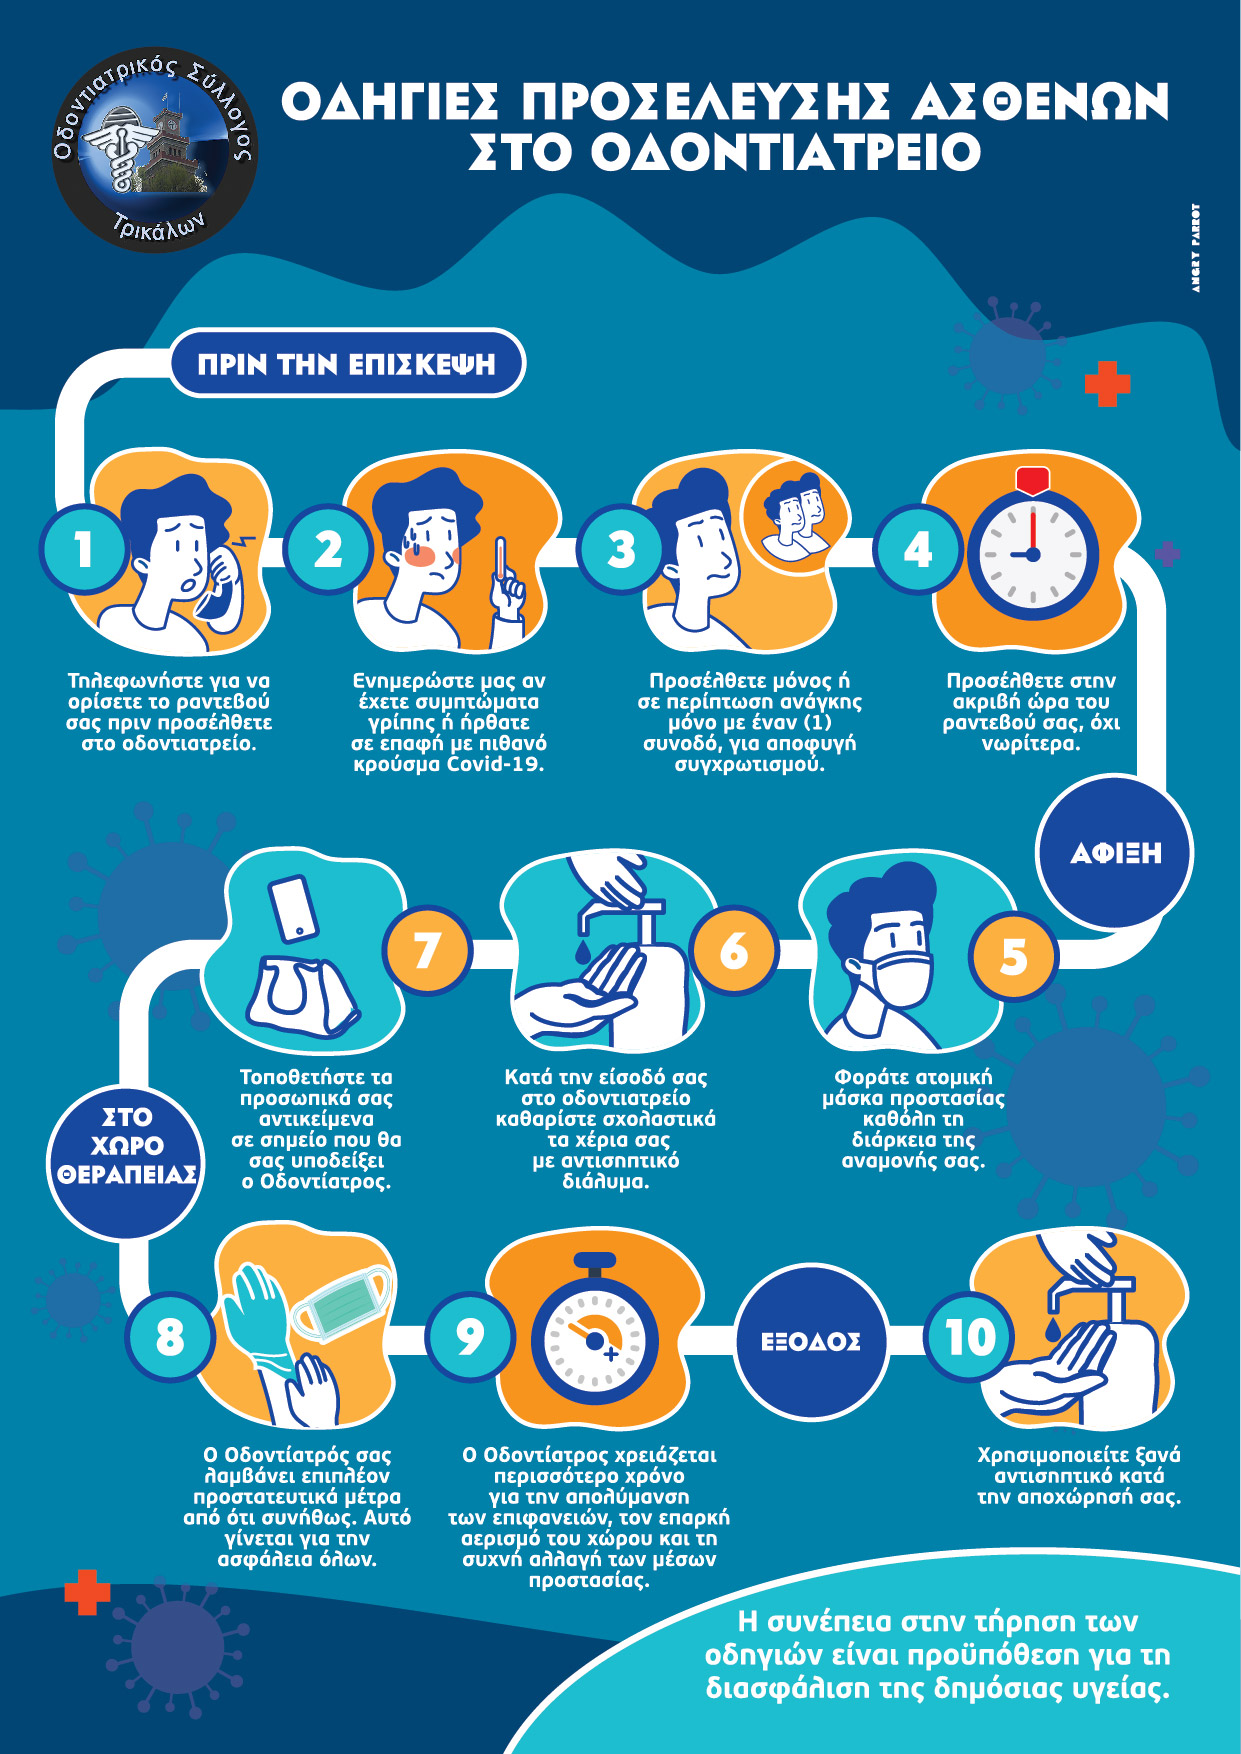 Οδοντιατρικός Σύλλογος
Τρικάλων
ΟΔΗΓΙΕΣ ΠΡΟΣΕΛΕΥΣΗΣ ΑΣΘΕΝΩΝ
ΣΤΟ ΟΔΟΝΤΙΑΤΡΕΙΟ
ANGRY PARROT
ΠΡΙΝ ΤΗΝ ΕΠΙΣΚΕΨΗ
1
Τηλεφωνήστε για να
ορίσετε το ραντεβού
σας πριν προσέλθετε
στο οδοντιατρείο.
2
Ενημερώστε μας αν
έχετε συμπτώματα
γρίπης ή ήρθατε
σε επαφή με πιθανό
κρούσμα Covid-19.
3
Προσέλθετε μόνος ή
σε περίπτωση ανάγκης
μόνο με έναν (1)
συνοδό, για αποφυγή
συγχρωτισμού.
4
Προσέλθετε στην
ακριβή ώρα του
ραντεβού σας, όχι
νωρίτερα.
ΑΦΙΞΗ
5
Φοράτε ατομική
μάσκα προστασίας
καθόλη τη
διάρκεια της
αναμονής σας.
6
Κατά την είσοδό σας
στο οδοντιατρείο
καθαρίστε σχολαστικά
τα χέρια σας
με αντισηπτικό
διάλυμα.
7
Τοποθετήστε τα
προσωπικά σας
αντικείμενα
σε σημείο που θα
σας υποδείξει
ο Οδοντίατρος.
ΣΤΟ
ΧΩΡΟ
ΘΕΡΑΠΕΙΑΣ
8
Ο Οδοντίατρός σας
λαμβάνει επιπλέον
προστατευτικά μέτρα
από ότι συνήθως. Αυτό
γίνεται για την
ασφάλεια όλων.
9
Ο Οδοντίατρος χρειάζεται
περισσότερο χρόνο
για την απολύμανση
των επιφανειών, τον επαρκή
αερισμό του χώρου και τη
συχνή αλλαγή των μέσων
προστασίας.
ΕΞΟΔΟΣ
10
Χρησιμοποιείτε ξανά
αντισηπτικό κατά
την αποχώρησή σας.
Η συνέπεια στην τήρηση των
οδηγιών είναι προϋπόθεση για τη
διασφάλιση της δημόσιας υγείας.